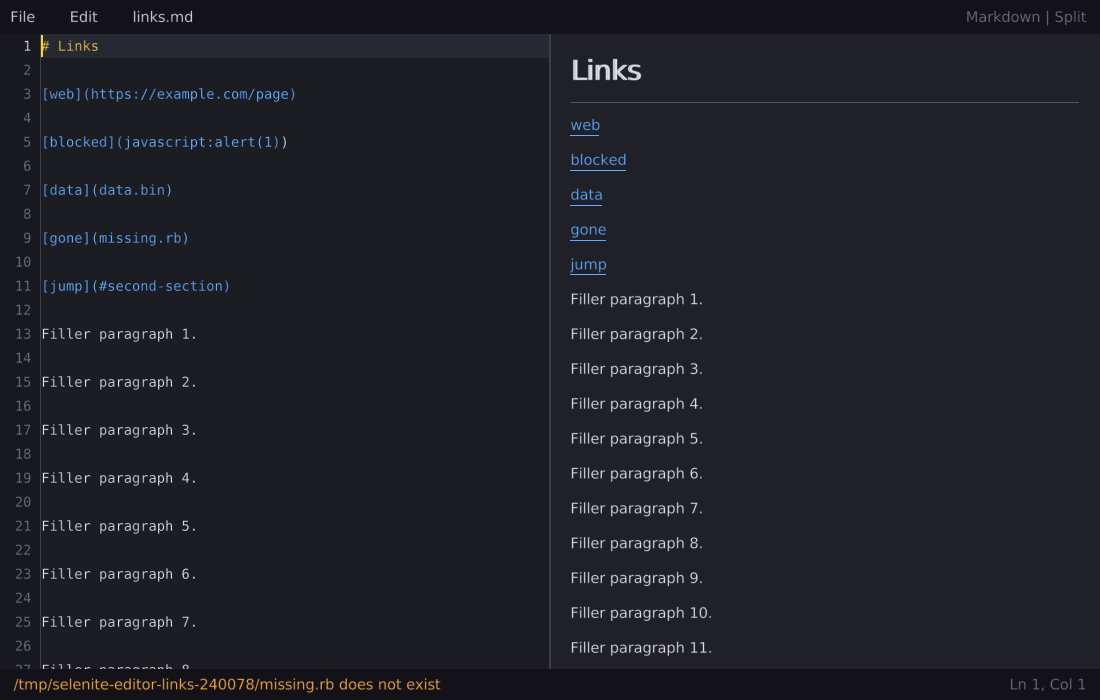 File Edit links.md Markdown | Split
1 # Links
2
3 [web](https://example.com/page)
4
5 [blocked](javascript:alert(1))
6
7 [data](data.bin)
8
9 [gone](missing.rb)
10
11 [jump](#second-section)
12
13 Filler paragraph 1.
14
15 Filler paragraph 2.
16
17 Filler paragraph 3.
18
19 Filler paragraph 4.
20
21 Filler paragraph 5.
22
23 Filler paragraph 6.
24
25 Filler paragraph 7.
26
27 Filler paragraph 8.
Links
web
blocked
data
gone
jump
Filler paragraph 1.
Filler paragraph 2.
Filler paragraph 3.
Filler paragraph 4.
Filler paragraph 5.
Filler paragraph 6.
Filler paragraph 7.
Filler paragraph 8.
Filler paragraph 9.
Filler paragraph 10.
Filler paragraph 11.
/tmp/selenite-editor-links-240078/missing.rb does not exist Ln 1, Col 1